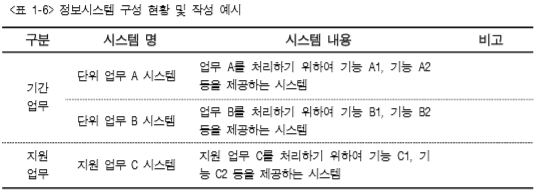 <표 1-6> 정보시스템 구성 현황 및 작성 예시
구분 시스템 명 시스템 내용 비고
기간
업무
단위 업무 A 시스템
업무 A를 처리하기 위하여 기능 A1, 기능 A2
등을 제공하는 시스템
단위 업무 B 시스템
업무 B를 처리하기 위하여 기능 B1, 기능 B2
등을 제공하는 시스템
지원
업무
지원 업무 C 시스템
지원 업무 C를 처리하기 위하여 기능 C1, 기
능 C2 등을 제공하는 시스템